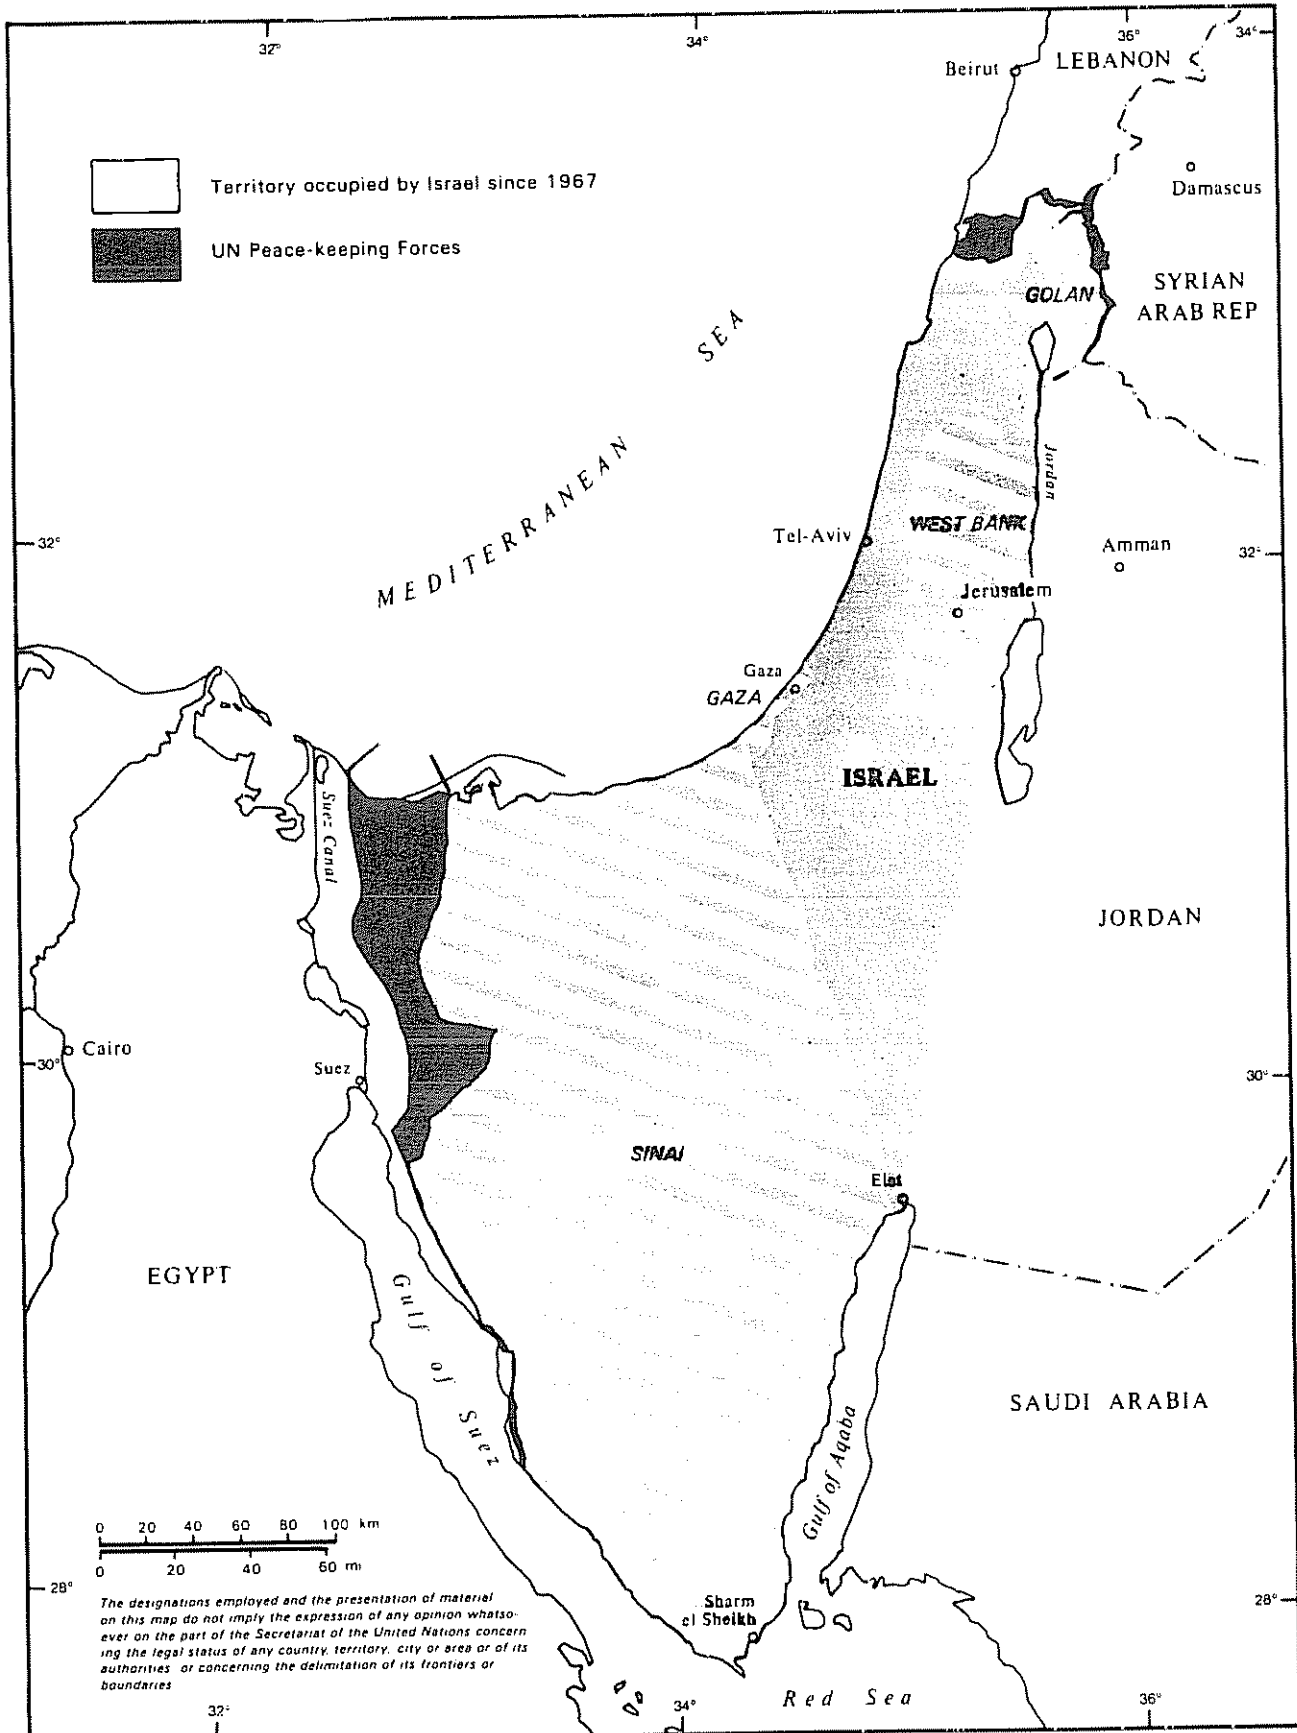 32°
34°
36°
34°
Beirut
LEBANON
Territory occupied by Israel since 1967
Damascus
UN Peace-keeping Forces
SYRIAN
ARAB REP
GOLAN
MEDITERRANEAN SEA
Jordan
32°
Tel-Aviv
WEST BANK
Amman
32°
Jerusalem
Gaza
GAZA
ISRAEL
Suez Canal
JORDAN
Cairo
30°
Suez
30°
SINAI
Elat
EGYPT
Gulf of Suez
SAUDI ARABIA
Gulf of Aqaba
0 20 40 60 80 100 km
0 20 40 60 mi
28°
The designations employed and the presentation of material
on this map do not imply the expression of any opinion whatso-
ever on the part of the Secretariat of the United Nations concern
ing the legal status of any country, territory, city or area or of its
authorities or concerning the delimitation of its frontiers or
boundaries
Sharm
el Sheikh
28°
Red Sea
32°
34°
36°